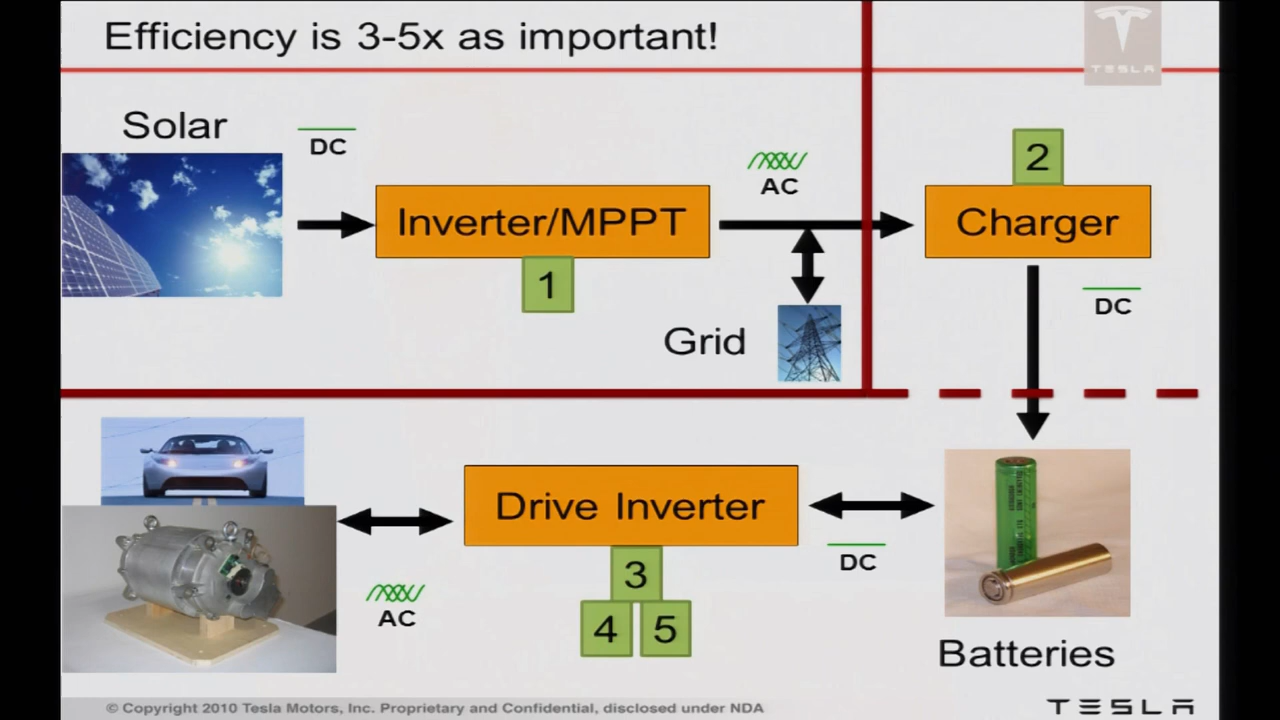 Efficiency is 3-5x as important!
TESLA
Solar
DC
Inverter/MPPT
1
AC
Grid
2
Charger
DC
Drive Inverter
3
4 5
AC
DC
Batteries
© Copyright 2010 Tesla Motors, Inc. Proprietary and Confidential, disclosed under NDA
TESLA